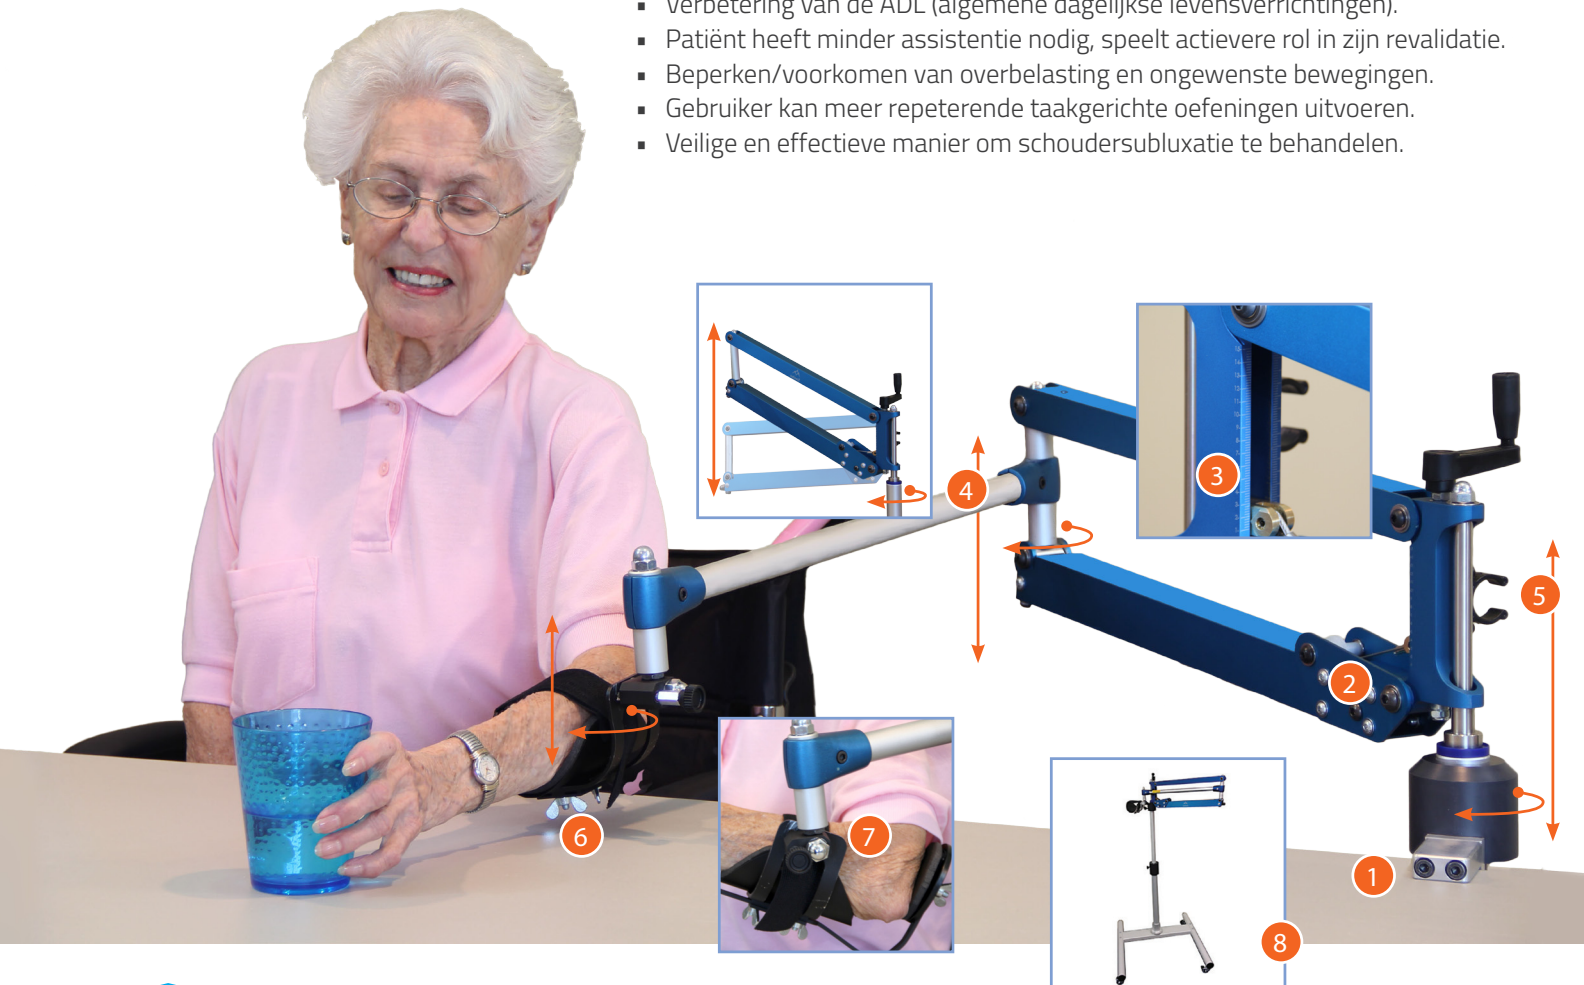 Verbetering van de ADL (algemene dagelijkse levensverrichtingen).
▪ Patiënt heeft minder assistentie nodig, speelt actievere rol in zijn revalidatie.
▪ Beperken/voorkomen van overbelasting en ongewenste bewegingen.
▪ Gebruiker kan meer repeterende taakgerichte oefeningen uitvoeren.
▪ Veilige en effectieve manier om schoudersubluxatie te behandelen.
3
4
5
2
6
7
1
8